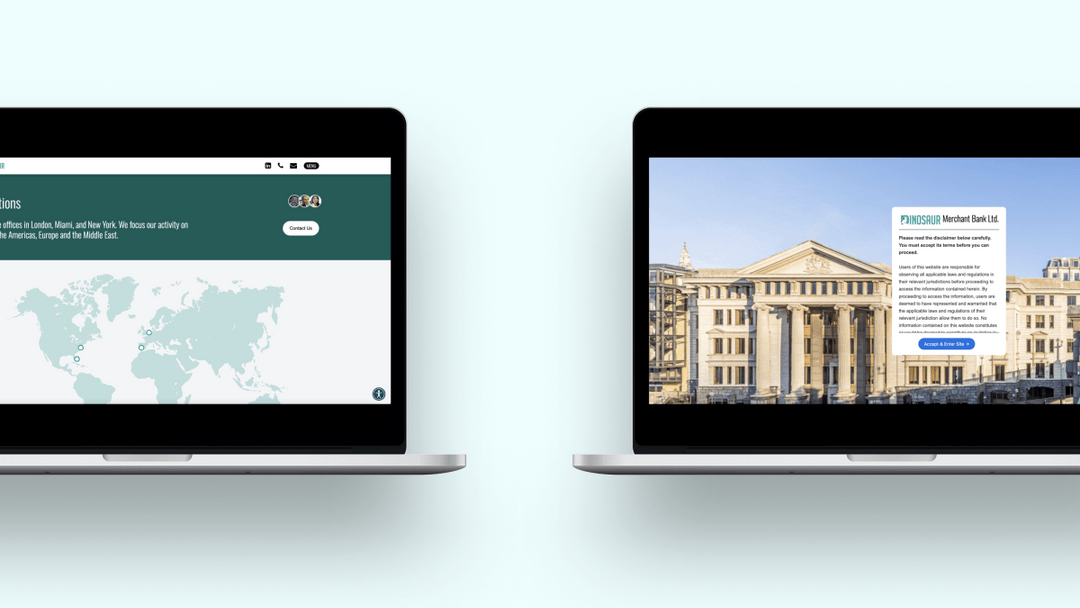 UR
MENU
tions
e offices in London, Miami, and New York. We focus our activity on
he Americas, Europe and the Middle East.
Contact Us
DINOSAUR Merchant Bank Ltd.
Please read the disclaimer below carefully.
You must accept its terms before you can
proceed.
Users of this website are responsible for
observing all applicable laws and regulations in
their relevant jurisdictions before proceeding to
access the information contained herein. By
proceeding to access the information, users are
deemed to have represented and warranted that
the applicable laws and regulations of their
relevant jurisdiction allow them to do so. No
information contained on this website constitutes
Accept & Enter Site →